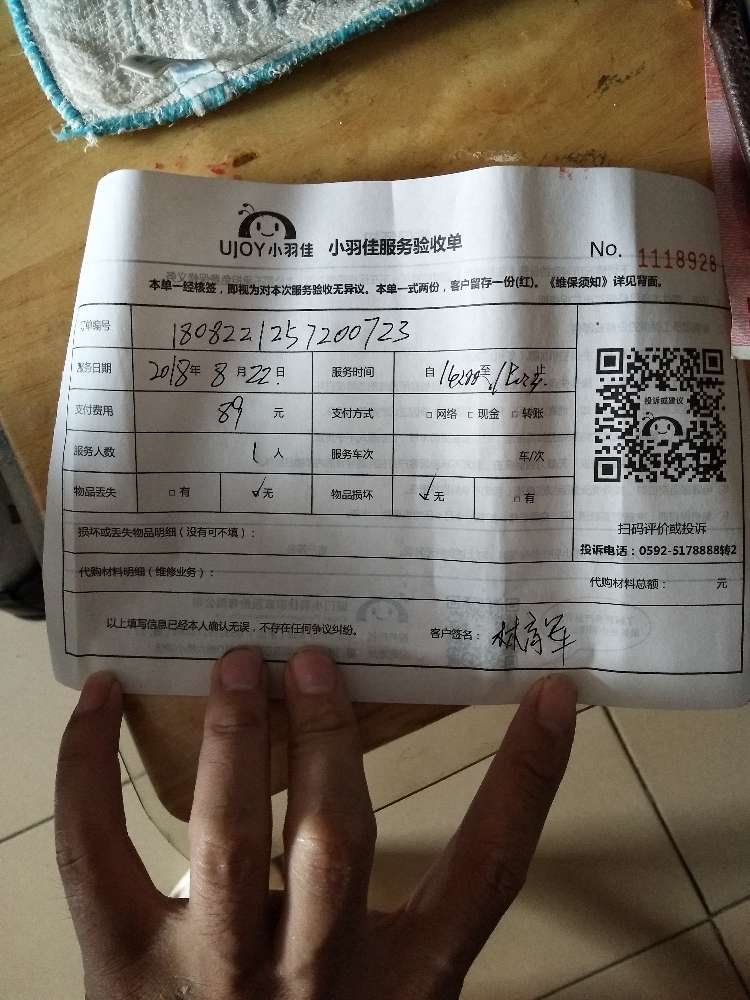 UJOY小羽佳 小羽佳服务验收单 No. 1118928
本单一经核签，即视为对本次服务验收无异议。本单一式两份，客户留存一份(红)。《维保须知》详见背面。
订单编号 1808221257200723
服务日期 2018年 8月22日 服务时间 自 至 止
支付费用 89 元 支付方式 □ 网络 □ 现金 □ 转账
服务人数 1 人 服务车次 车/次
物品丢失 □ 有 ✓无 物品损坏 ✓无 □ 有
投诉或建议
扫码评价或投诉
投诉电话：0592-5178888转2
损坏或丢失物品明细（没有可不填）：
代购材料明细（维修业务）： 代购材料总额： 元
以上填写信息已经本人确认无误，不存在任何争议纠纷。 客户签名：